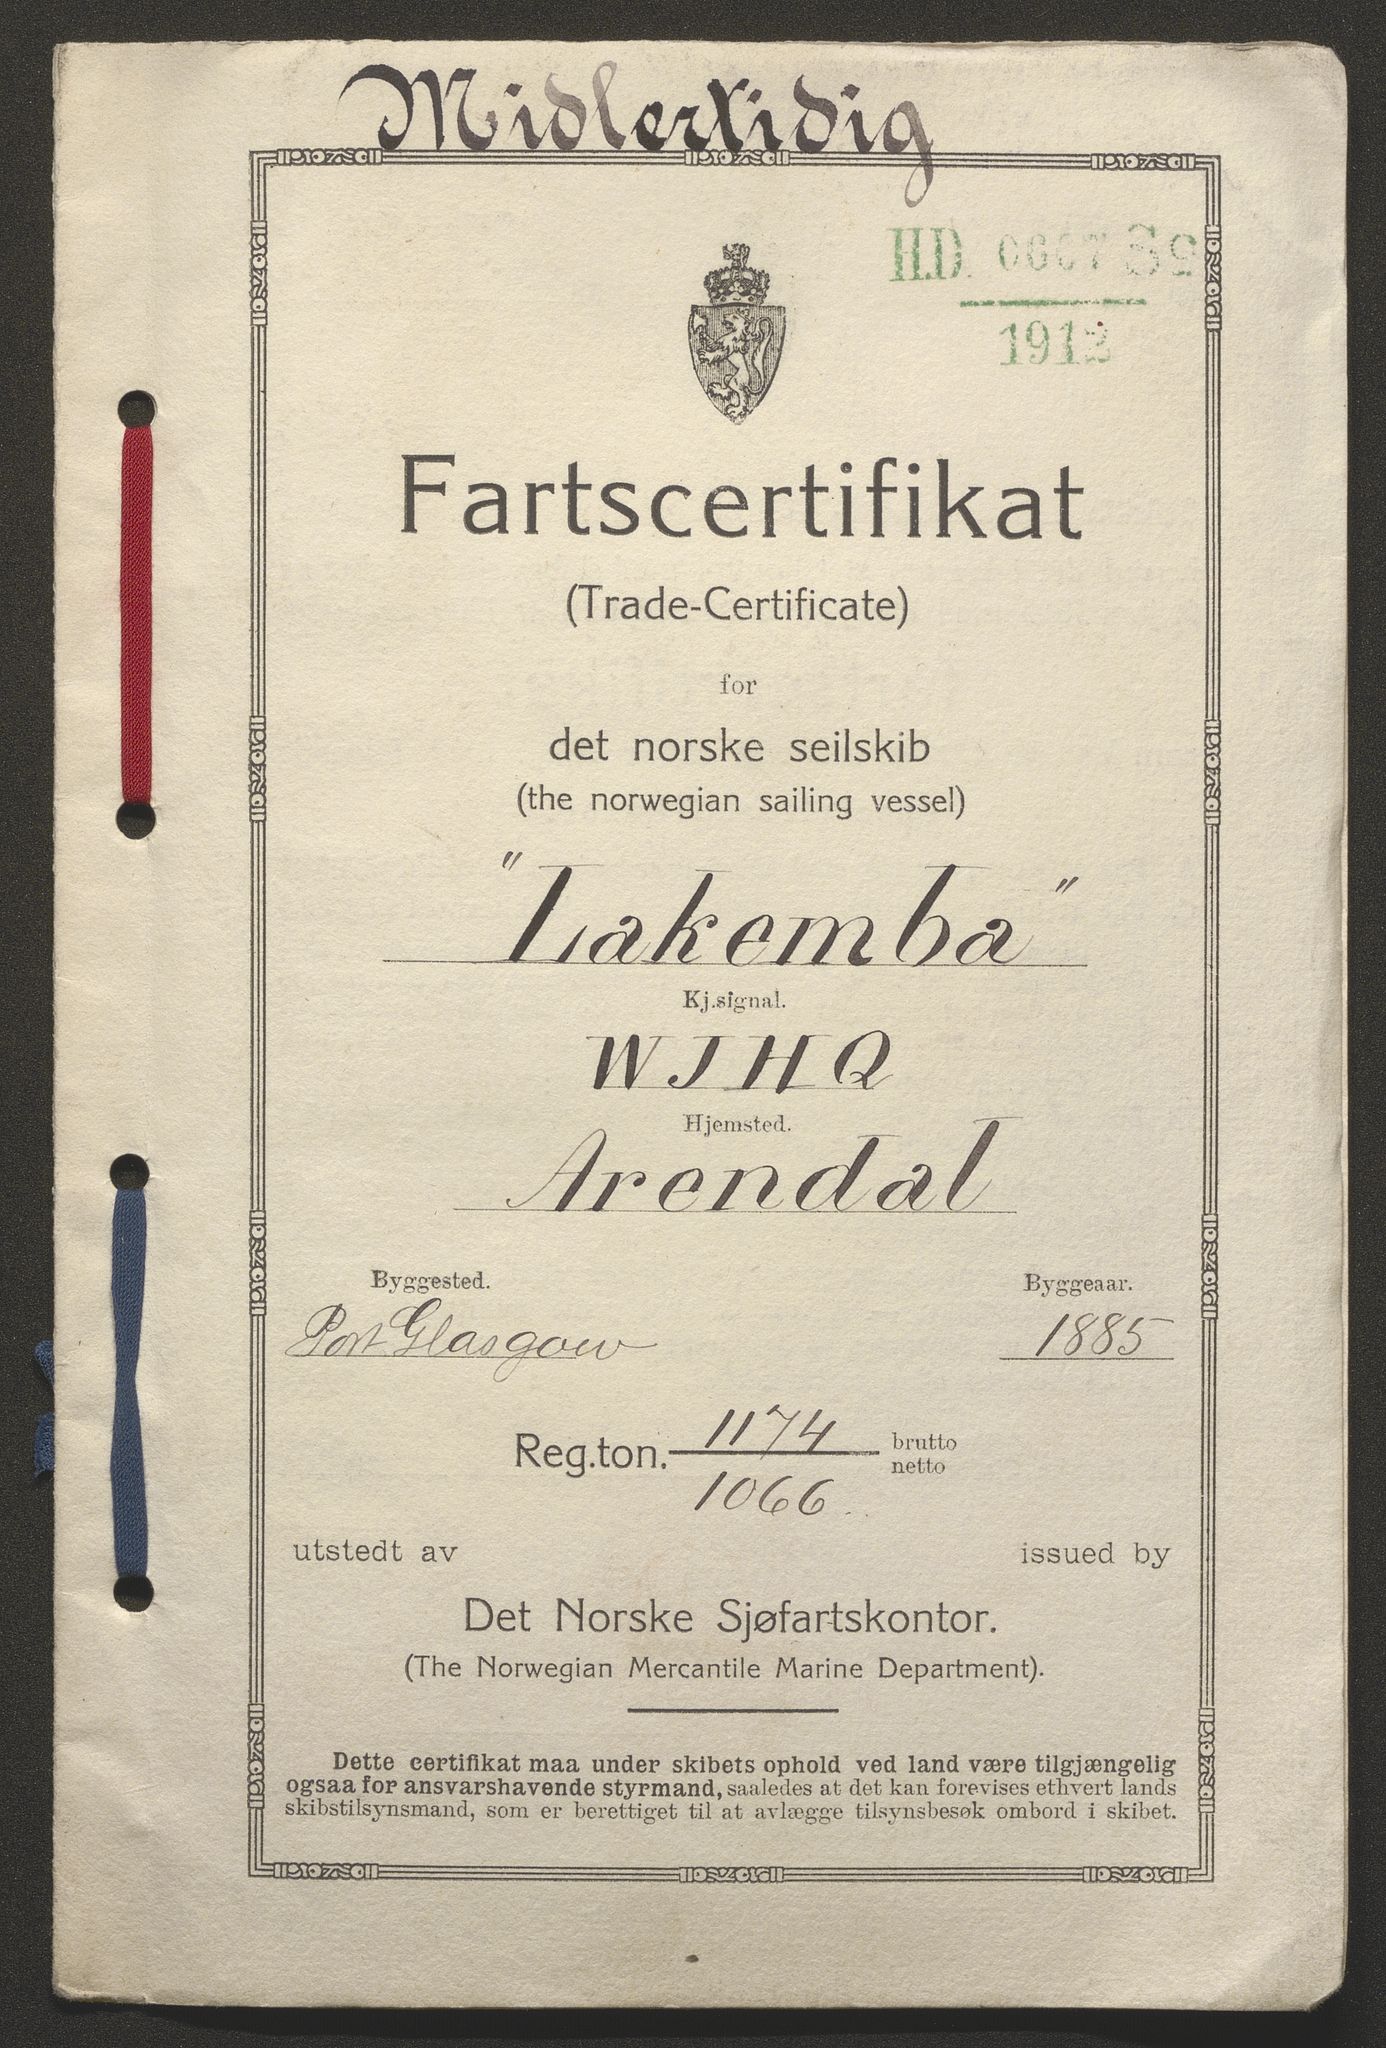 Midlertidig
H.D. 0667 Sø
1912
Fartscertifikat
(Trade-Certificate)
for
det norske seilskib
(the norwegian sailing vessel)
"Lakemba"
Kj.signal.
WJHQ
Hjemsted.
Arendal
Byggested. Byggeaar.
Port Glasgow 1885
1174
Reg.ton. brutto
netto
1066
utstedt av issued by
Det Norske Sjøfartskontor.
(The Norwegian Mercantile Marine Department).
Dette certifikat maa under skibets ophold ved land være tilgjængelig
ogsaa for ansvarshavende styrmand, saaledes at det kan forevises ethvert lands
skibstilsynsmand, som er berettiget til at avlægge tilsynsbesøk ombord i skibet.